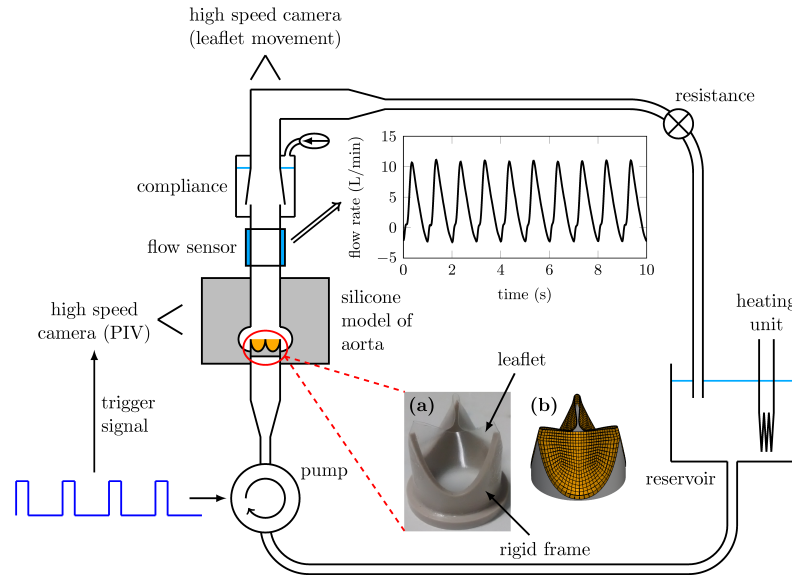 high speed camera
(leaflet movement)
resistance
compliance
flow rate (L/min)
15
10
5
0
−5
0
2
4
6
8
10
time (s)
flow sensor
high speed
camera (PIV)
silicone
model of
aorta
heating
unit
trigger
signal
leaflet
(a)
(b)
pump
reservoir
rigid frame